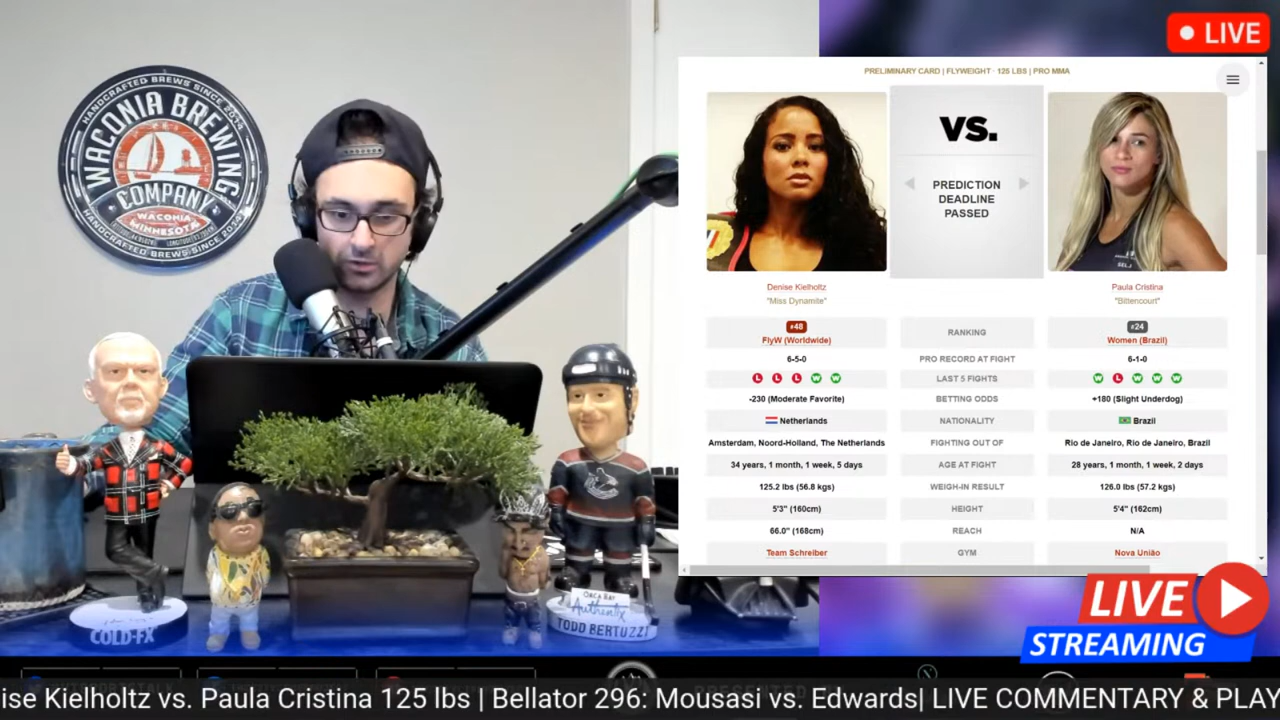 LIVE
HANDCRAFTED BREWS SINCE 2014
WACONIA BREWING
COMPANY
WACONIA
MINNESOTA
HANDCRAFTED BREWS SINCE 2014
PRELIMINARY CARD | FLYWEIGHT · 125 LBS | PRO MMA
VS.
PREDICTION
DEADLINE
PASSED
Denise Kielholtz
"Miss Dynamite"
Paula Cristina
"Bittencourt"
#48 RANKING #24
FlyW (Worldwide) Women (Brazil)
6-5-0 PRO RECORD AT FIGHT 6-1-0
L L L W W LAST 5 FIGHTS W L W W W
-230 (Moderate Favorite) BETTING ODDS +180 (Slight Underdog)
Netherlands NATIONALITY Brazil
Amsterdam, Noord-Holland, The Netherlands FIGHTING OUT OF Rio de Janeiro, Rio de Janeiro, Brazil
34 years, 1 month, 1 week, 5 days AGE AT FIGHT 28 years, 1 month, 1 week, 2 days
125.2 lbs (56.8 kgs) WEIGH-IN RESULT 126.0 lbs (57.2 kgs)
5'3" (160cm) HEIGHT 5'4" (162cm)
66.0" (168cm) REACH N/A
Team Schreiber GYM Nova União
COLD-FX
ORCA BAY
Authentix
TODD BERTUZZI
LIVE
STREAMING
ise Kielholtz vs. Paula Cristina 125 lbs | Bellator 296: Mousasi vs. Edwards| LIVE COMMENTARY & PLAY